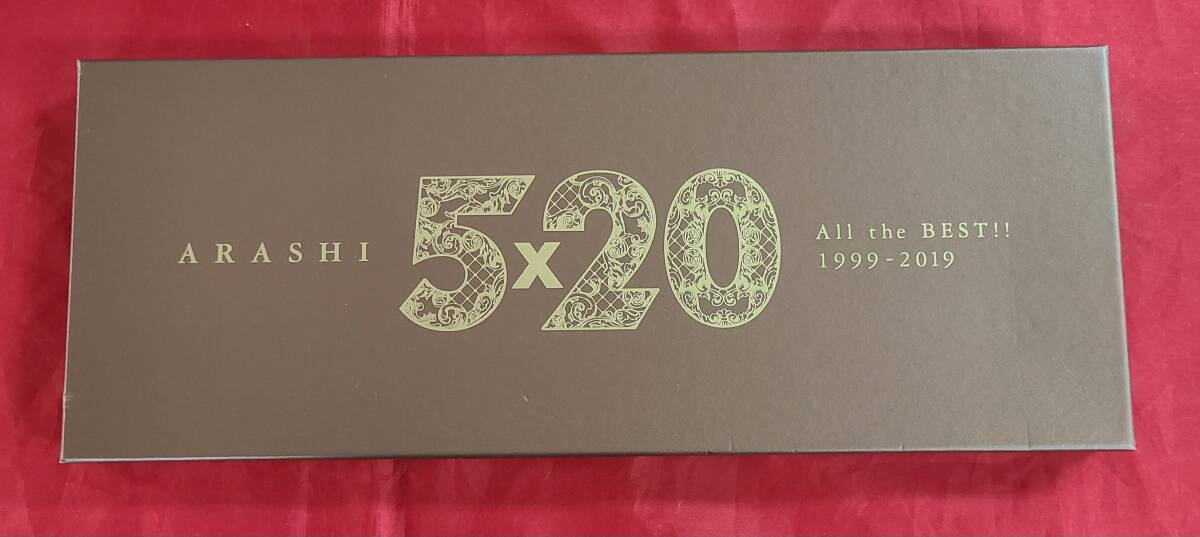 ARASHI
5x20
All the BEST!!
1999-2019